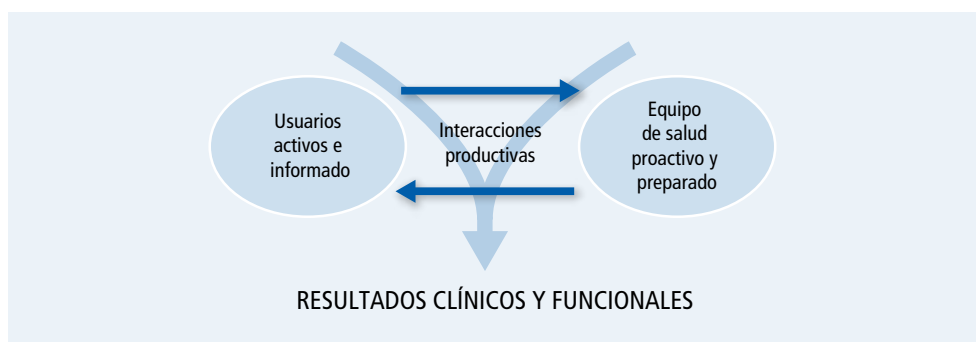 Usuarios
activos e
informado
Interacciones
productivas
Equipo
de salud
proactivo y
preparado
RESULTADOS CLÍNICOS Y FUNCIONALES